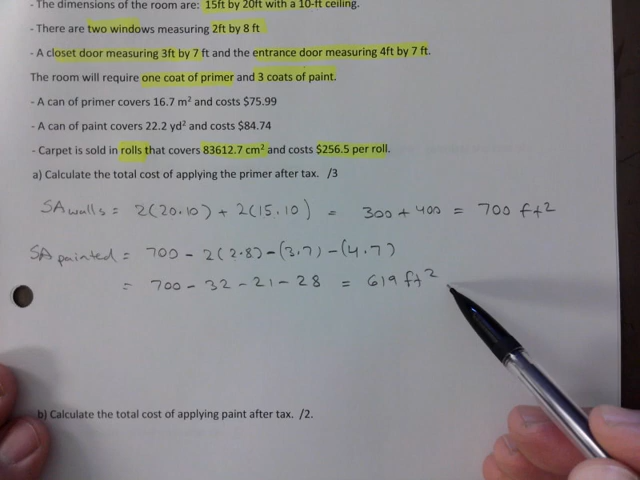 - The dimensions of the room are: 15ft by 20ft with a 10-ft ceiling.
- There are two windows measuring 2ft by 8 ft
- A closet door measuring 3ft by 7 ft and the entrance door measuring 4ft by 7 ft.
The room will require one coat of primer and 3 coats of paint.
- A can of primer covers 16.7 m² and costs $75.99
- A can of paint covers 22.2 yd² and costs $84.74
- Carpet is sold in rolls that covers 83612.7 cm² and costs $256.5 per roll.
a) Calculate the total cost of applying the primer after tax. /3
SA walls = 2(20·10) + 2(15·10) = 300 + 400 = 700 ft²
SA painted = 700 - 2(2·8) - (3·7) - (4·7)
= 700 - 32 - 21 - 28 = 619 ft²
b) Calculate the total cost of applying paint after tax. /2.